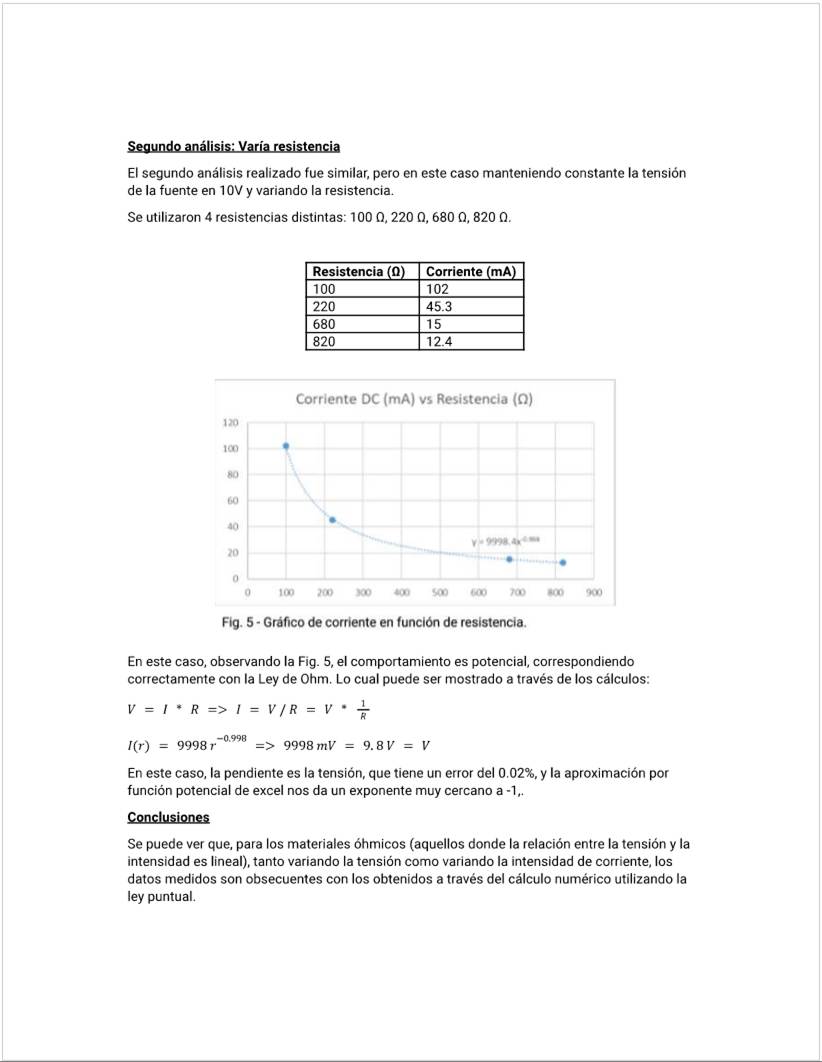 Segundo análisis: Varía resistencia
El segundo análisis realizado fue similar, pero en este caso manteniendo constante la tensión
de la fuente en 10V y variando la resistencia.
Se utilizaron 4 resistencias distintas: 100 Ω, 220 Ω, 680 Ω, 820 Ω.
Resistencia (Ω) Corriente (mA)
100 102
220 45.3
680 15
820 12.4
Corriente DC (mA) vs Resistencia (Ω)
120
100
80
60
40
20
0
y = 9998.4x
0 100 200 300 400 500 600 700 800 900
Fig. 5 - Gráfico de corriente en función de resistencia.
En este caso, observando la Fig. 5, el comportamiento es potencial, correspondiendo
correctamente con la Ley de Ohm. Lo cual puede ser mostrado a través de los cálculos:
V = I * R => I = V / R = V * 1/R
I(r) = 9998 r^−0.998 => 9998 mV = 9.8 V = V
En este caso, la pendiente es la tensión, que tiene un error del 0.02%, y la aproximación por
función potencial de excel nos da un exponente muy cercano a -1,.
Conclusiones
Se puede ver que, para los materiales óhmicos (aquellos donde la relación entre la tensión y la
intensidad es lineal), tanto variando la tensión como variando la intensidad de corriente, los
datos medidos son obsecuentes con los obtenidos a través del cálculo numérico utilizando la
ley puntual.